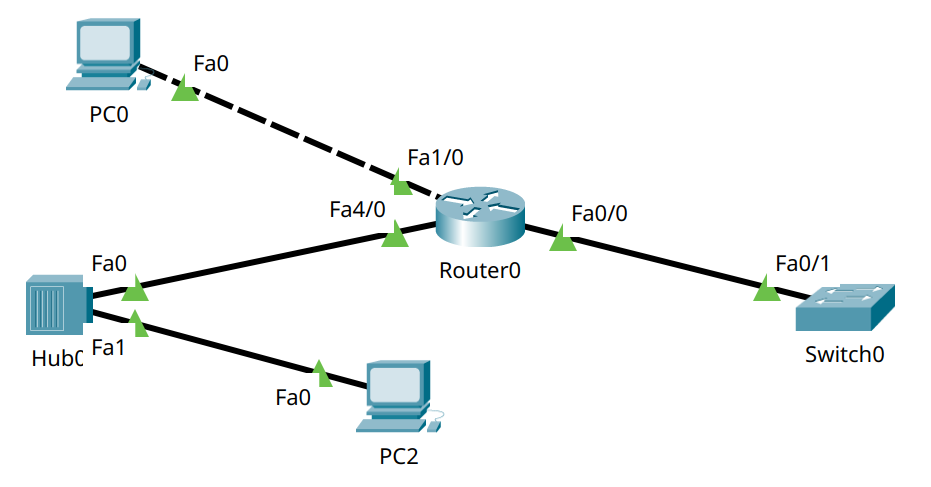 Fa0
PC0
Fa1/0
Fa4/0
Fa0/0
Router0
Fa0
Fa0/1
Hub0
Fa1
Switch0
Fa0
PC2